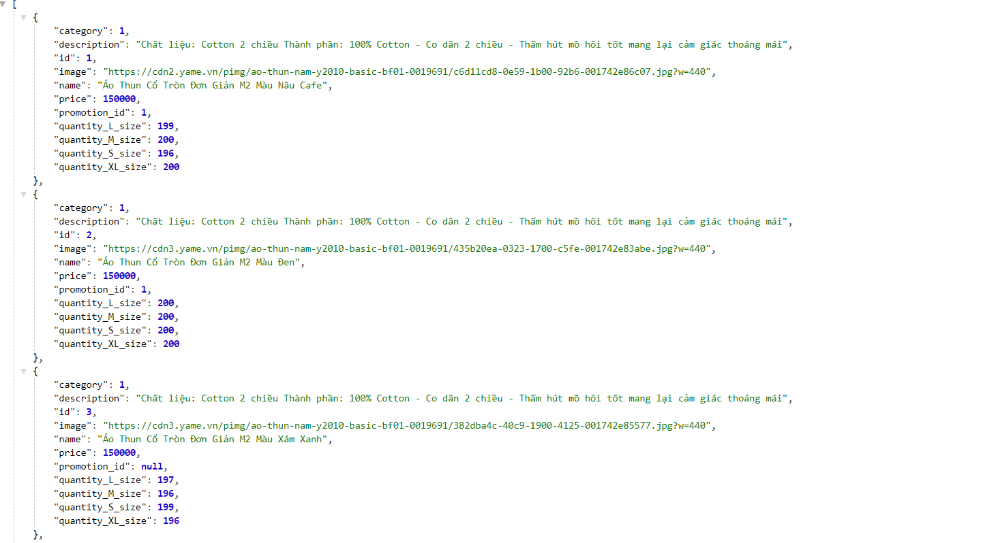 [
{
"category": 1,
"description": "Chất liệu: Cotton 2 chiều Thành phần: 100% Cotton - Co dãn 2 chiều - Thấm hút mồ hôi tốt mang lại cảm giác thoáng mái",
"id": 1,
"image": "https://cdn2.yame.vn/pimg/ao-thun-nam-y2010-basic-bf01-0019691/c6d11cd8-0e59-1b00-92b6-001742e86c07.jpg?w=440",
"name": "Áo Thun Cổ Tròn Đơn Giản M2 Màu Nâu Cafe",
"price": 150000,
"promotion_id": 1,
"quantity_L_size": 199,
"quantity_M_size": 200,
"quantity_S_size": 196,
"quantity_XL_size": 200
},
{
"category": 1,
"description": "Chất liệu: Cotton 2 chiều Thành phần: 100% Cotton - Co dãn 2 chiều - Thấm hút mồ hôi tốt mang lại cảm giác thoáng mái",
"id": 2,
"image": "https://cdn3.yame.vn/pimg/ao-thun-nam-y2010-basic-bf01-0019691/435b20ea-0323-1700-c5fe-001742e83abe.jpg?w=440",
"name": "Áo Thun Cổ Tròn Đơn Giản M2 Màu Đen",
"price": 150000,
"promotion_id": 1,
"quantity_L_size": 200,
"quantity_M_size": 200,
"quantity_S_size": 200,
"quantity_XL_size": 200
},
{
"category": 1,
"description": "Chất liệu: Cotton 2 chiều Thành phần: 100% Cotton - Co dãn 2 chiều - Thấm hút mồ hôi tốt mang lại cảm giác thoáng mái",
"id": 3,
"image": "https://cdn3.yame.vn/pimg/ao-thun-nam-y2010-basic-bf01-0019691/382dba4c-40c9-1900-4125-001742e85577.jpg?w=440",
"name": "Áo Thun Cổ Tròn Đơn Giản M2 Màu Xám Xanh",
"price": 150000,
"promotion_id": null,
"quantity_L_size": 197,
"quantity_M_size": 196,
"quantity_S_size": 199,
"quantity_XL_size": 196
},